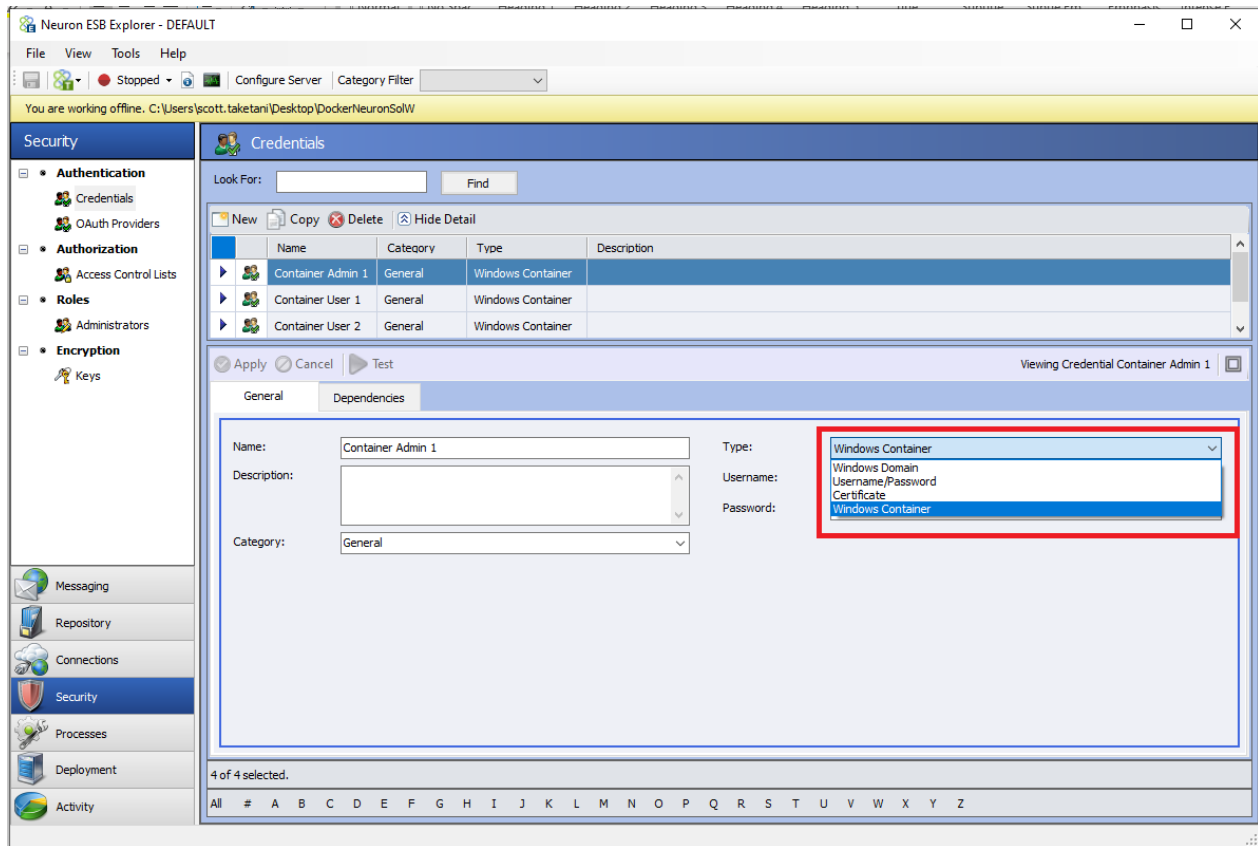 Neuron ESB Explorer - DEFAULT
File View Tools Help
Stopped Configure Server Category Filter
You are working offline. C:\Users\scott.taketani\Desktop\DockerNeuronSolW
Security
Authentication
Credentials
OAuth Providers
Authorization
Access Control Lists
Roles
Administrators
Encryption
Keys
Messaging
Repository
Connections
Security
Processes
Deployment
Activity
Credentials
Look For: Find
New Copy Delete Hide Detail
Name Category Type Description
Container Admin 1 General Windows Container
Container User 1 General Windows Container
Container User 2 General Windows Container
Apply Cancel Test Viewing Credential Container Admin 1
General Dependencies
Name: Container Admin 1
Description:
Category: General
Type: Windows Container
Windows Domain
Username/Password
Certificate
Windows Container
Username:
Password:
4 of 4 selected.
All # A B C D E F G H I J K L M N O P Q R S T U V W X Y Z